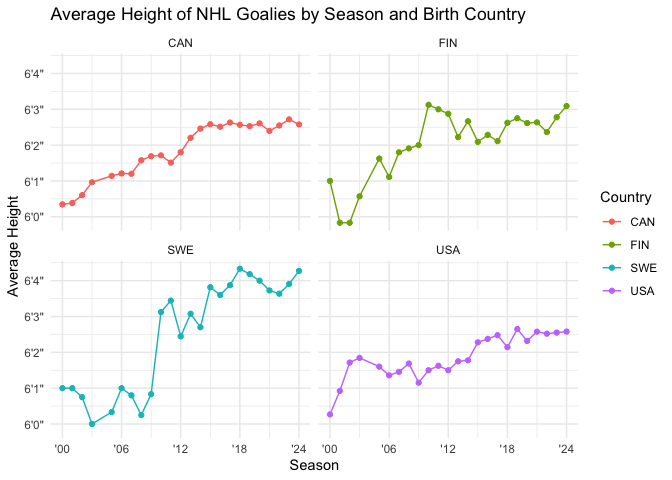 Average Height of NHL Goalies by Season and Birth Country
CAN
FIN
6'4"
6'3"
6'2"
6'1"
6'0"
SWE
USA
6'4"
6'3"
6'2"
6'1"
6'0"
'00
'06
'12
'18
'24
'00
'06
'12
'18
'24
Season
Average Height
Country
CAN
FIN
SWE
USA